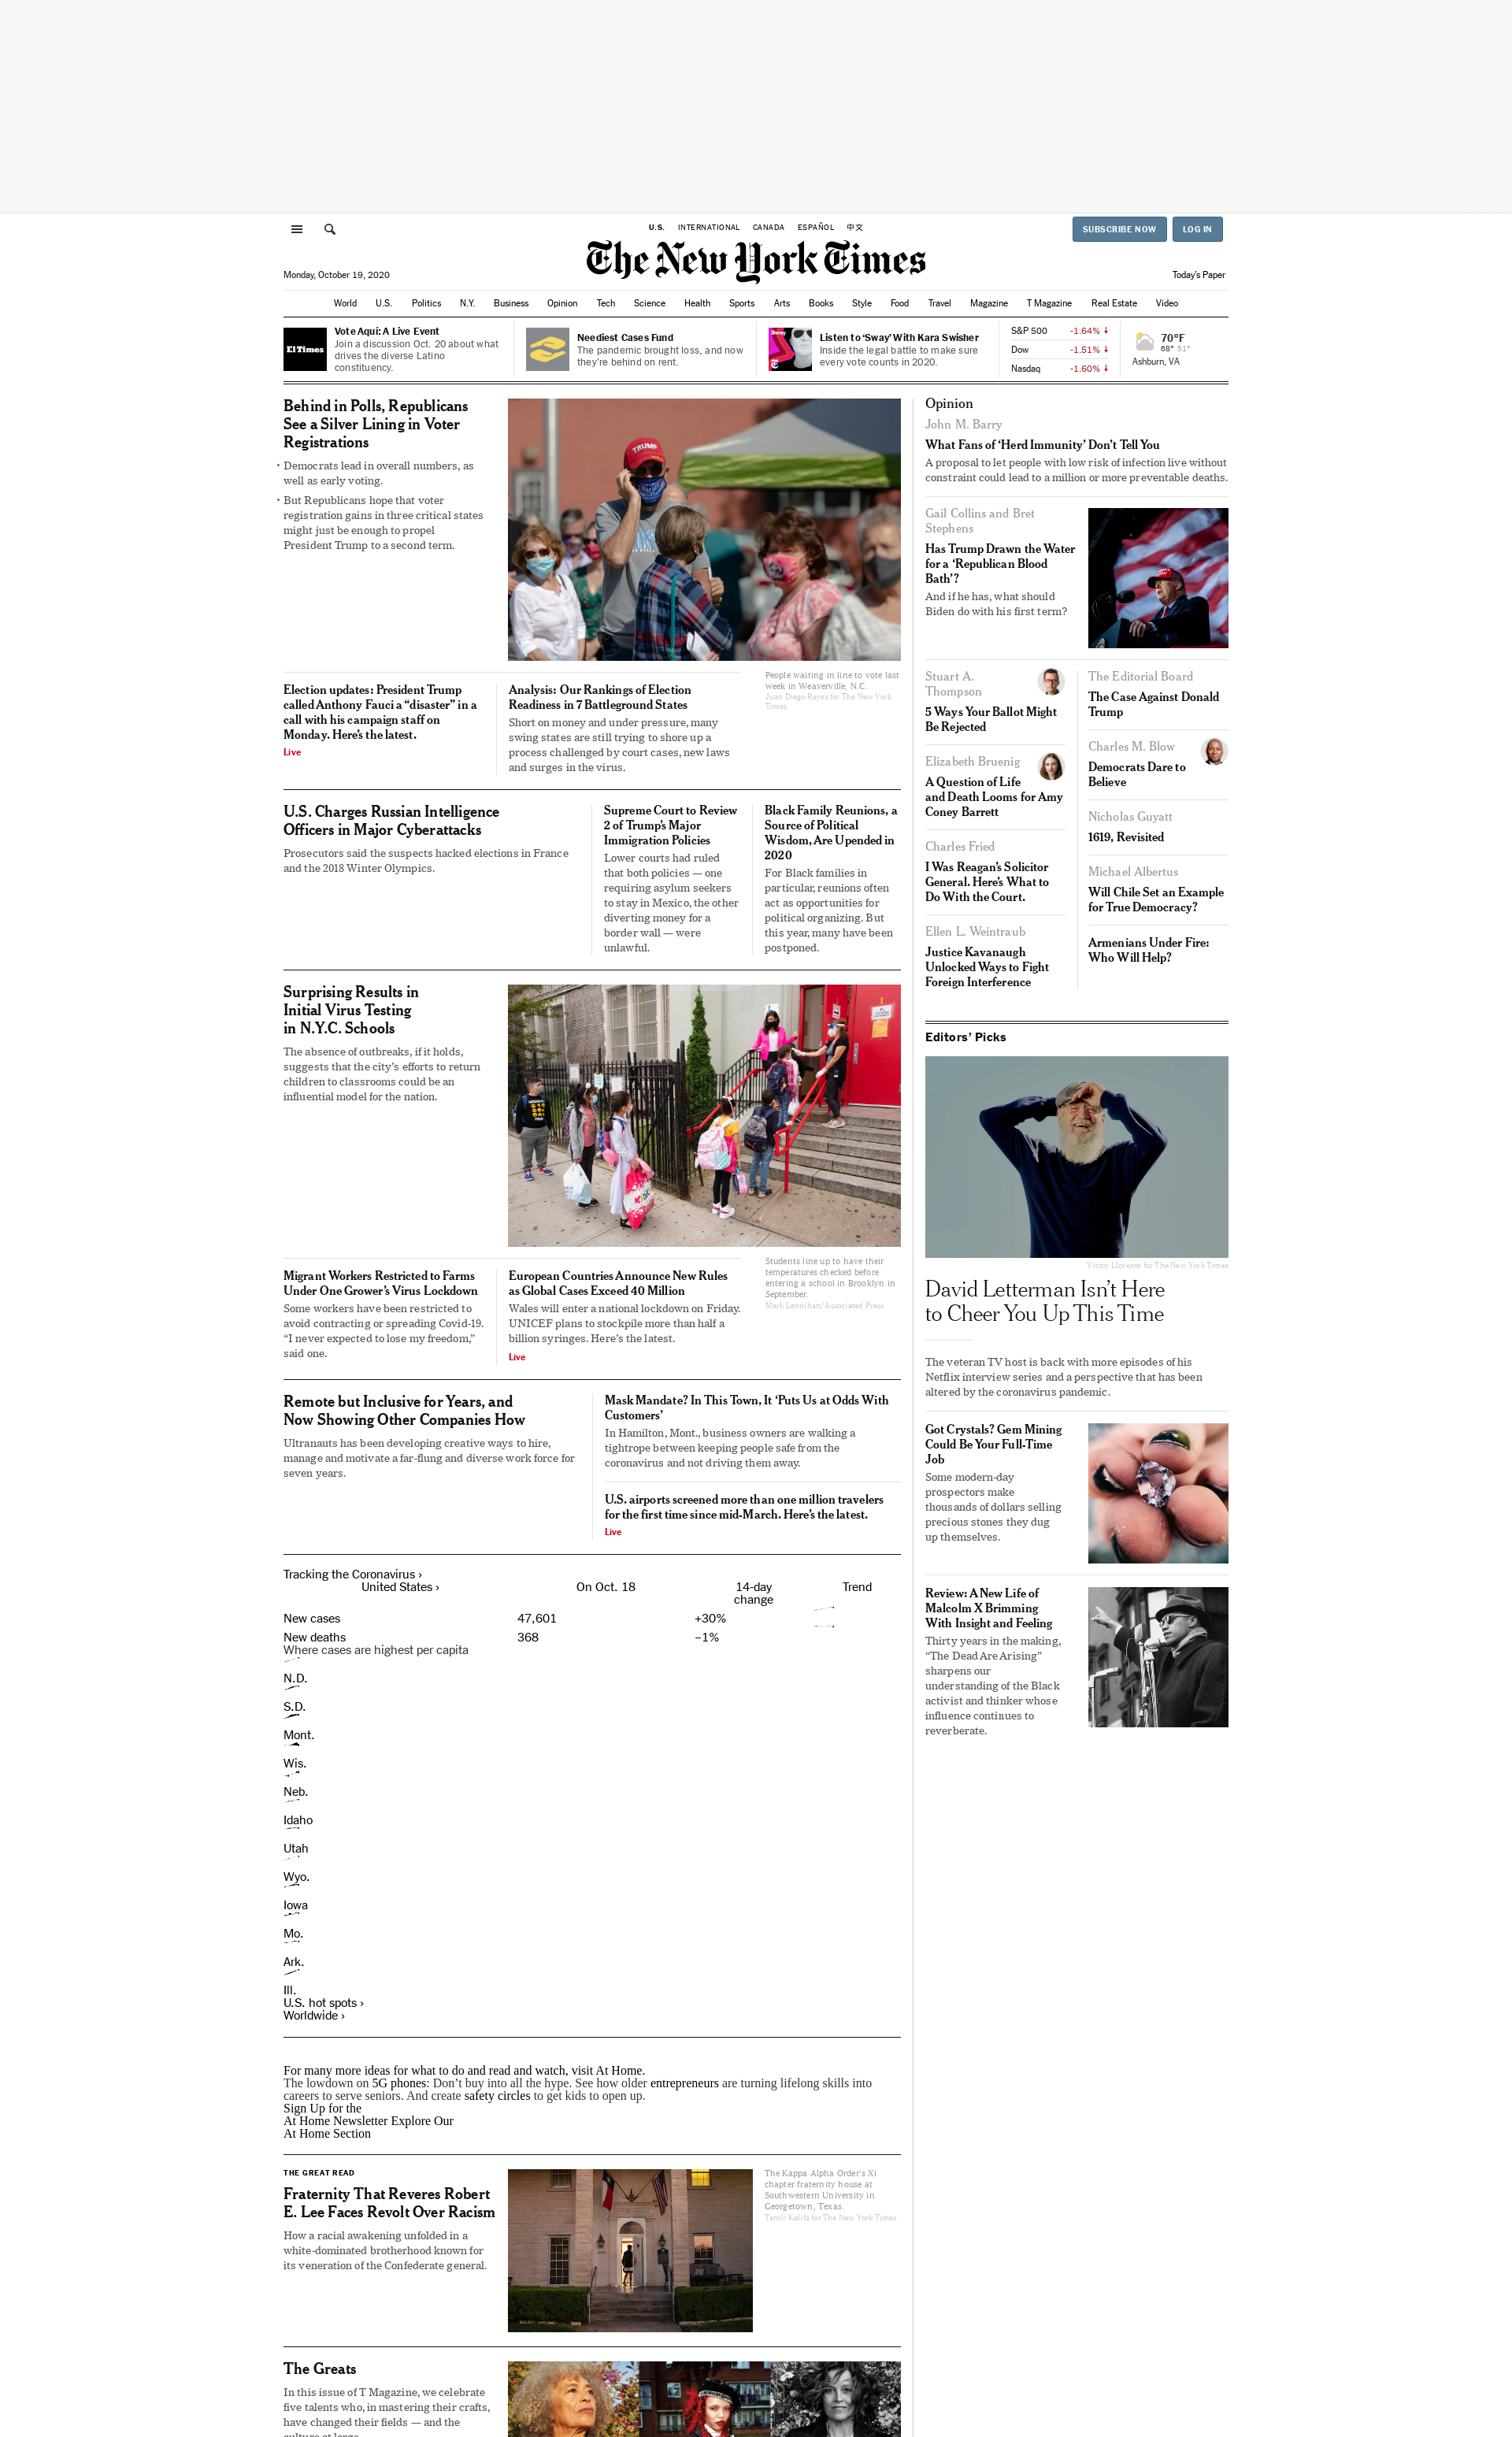 U.S. INTERNATIONAL CANADA ESPAÑOL 中文
SUBSCRIBE NOW
LOG IN
The New York Times
Monday, October 19, 2020
Today's Paper
World U.S. Politics N.Y. Business Opinion Tech Science Health Sports Arts Books Style Food Travel Magazine T Magazine Real Estate Video
El Times
Vote Aquí: A Live Event
Join a discussion Oct. 20 about what
drives the diverse Latino
constituency.
Neediest Cases Fund
The pandemic brought loss, and now
they're behind on rent.
Sway
Listen to ‘Sway’ With Kara Swisher
Inside the legal battle to make sure
every vote counts in 2020.
S&P 500 -1.64% ↓
Dow -1.51% ↓
Nasdaq -1.60% ↓
70°F
68° 51°
Ashburn, VA
Behind in Polls, Republicans
See a Silver Lining in Voter
Registrations
• Democrats lead in overall numbers, as
well as early voting.
• But Republicans hope that voter
registration gains in three critical states
might just be enough to propel
President Trump to a second term.
TRUMP
People waiting in line to vote last
week in Weaverville, N.C.
Juan Diego Reyes for The New York
Times
Election updates: President Trump
called Anthony Fauci a “disaster” in a
call with his campaign staff on
Monday. Here’s the latest.
Live
Analysis: Our Rankings of Election
Readiness in 7 Battleground States
Short on money and under pressure, many
swing states are still trying to shore up a
process challenged by court cases, new laws
and surges in the virus.
U.S. Charges Russian Intelligence
Officers in Major Cyberattacks
Prosecutors said the suspects hacked elections in France
and the 2018 Winter Olympics.
Supreme Court to Review
2 of Trump’s Major
Immigration Policies
Lower courts had ruled
that both policies — one
requiring asylum seekers
to stay in Mexico, the other
diverting money for a
border wall — were
unlawful.
Black Family Reunions, a
Source of Political
Wisdom, Are Upended in
2020
For Black families in
particular, reunions often
act as opportunities for
political organizing. But
this year, many have been
postponed.
Surprising Results in
Initial Virus Testing
in N.Y.C. Schools
The absence of outbreaks, if it holds,
suggests that the city’s efforts to return
children to classrooms could be an
influential model for the nation.
Students line up to have their
temperatures checked before
entering a school in Brooklyn in
September.
Mark Lennihan/Associated Press
Migrant Workers Restricted to Farms
Under One Grower’s Virus Lockdown
Some workers have been restricted to
avoid contracting or spreading Covid-19.
“I never expected to lose my freedom,”
said one.
European Countries Announce New Rules
as Global Cases Exceed 40 Million
Wales will enter a national lockdown on Friday.
UNICEF plans to stockpile more than half a
billion syringes. Here’s the latest.
Live
Remote but Inclusive for Years, and
Now Showing Other Companies How
Ultranauts has been developing creative ways to hire,
manage and motivate a far-flung and diverse work force for
seven years.
Mask Mandate? In This Town, It ‘Puts Us at Odds With
Customers’
In Hamilton, Mont., business owners are walking a
tightrope between keeping people safe from the
coronavirus and not driving them away.
U.S. airports screened more than one million travelers
for the first time since mid-March. Here’s the latest.
Live
Tracking the Coronavirus ›
United States › On Oct. 18 14-day
change Trend
New cases 47,601 +30%
New deaths 368 –1%
Where cases are highest per capita
N.D.
S.D.
Mont.
Wis.
Neb.
Idaho
Utah
Wyo.
Iowa
Mo.
Ark.
Ill.
U.S. hot spots ›
Worldwide ›
For many more ideas for what to do and read and watch, visit At Home.
The lowdown on 5G phones: Don’t buy into all the hype. See how older entrepreneurs are turning lifelong skills into
careers to serve seniors. And create safety circles to get kids to open up.
Sign Up for the
At Home Newsletter Explore Our
At Home Section
THE GREAT READ
Fraternity That Reveres Robert
E. Lee Faces Revolt Over Racism
How a racial awakening unfolded in a
white-dominated brotherhood known for
its veneration of the Confederate general.
The Kappa Alpha Order’s Xi
chapter fraternity house at
Southwestern University in
Georgetown, Texas.
Tamir Kalifa for The New York Times
The Greats
In this issue of T Magazine, we celebrate
five talents who, in mastering their crafts,
have changed their fields — and the
culture at large.
Opinion
John M. Barry
What Fans of ‘Herd Immunity’ Don’t Tell You
A proposal to let people with low risk of infection live without
constraint could lead to a million or more preventable deaths.
Gail Collins and Bret
Stephens
Has Trump Drawn the Water
for a ‘Republican Blood
Bath’?
And if he has, what should
Biden do with his first term?
Stuart A.
Thompson
5 Ways Your Ballot Might
Be Rejected
Elizabeth Bruenig
A Question of Life
and Death Looms for Amy
Coney Barrett
Charles Fried
I Was Reagan’s Solicitor
General. Here’s What to
Do With the Court.
Ellen L. Weintraub
Justice Kavanaugh
Unlocked Ways to Fight
Foreign Interference
The Editorial Board
The Case Against Donald
Trump
Charles M. Blow
Democrats Dare to
Believe
Nicholas Guyatt
1619, Revisited
Michael Albertus
Will Chile Set an Example
for True Democracy?
Armenians Under Fire:
Who Will Help?
Editors’ Picks
Victor Llorente for The New York Times
David Letterman Isn’t Here
to Cheer You Up This Time
The veteran TV host is back with more episodes of his
Netflix interview series and a perspective that has been
altered by the coronavirus pandemic.
Got Crystals? Gem Mining
Could Be Your Full-Time
Job
Some modern-day
prospectors make
thousands of dollars selling
precious stones they dug
up themselves.
Review: A New Life of
Malcolm X Brimming
With Insight and Feeling
Thirty years in the making,
“The Dead Are Arising”
sharpens our
understanding of the Black
activist and thinker whose
influence continues to
reverberate.